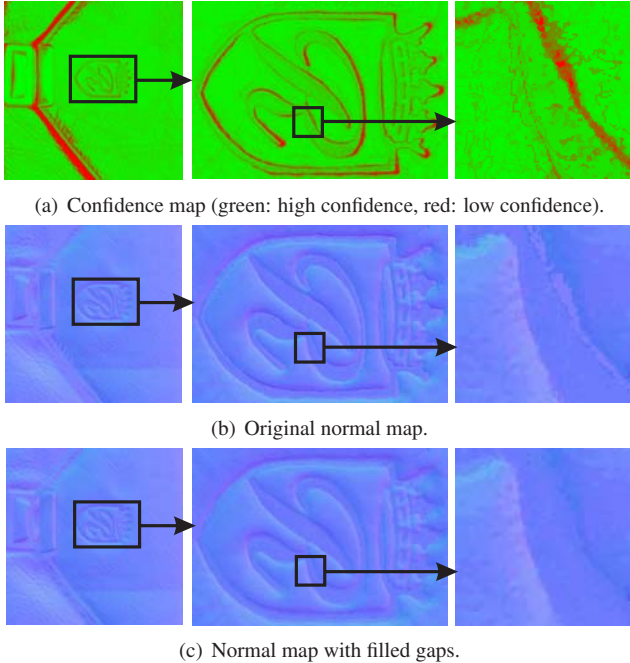 (a) Confidence map (green: high confidence, red: low confidence).
(b) Original normal map.
(c) Normal map with filled gaps.